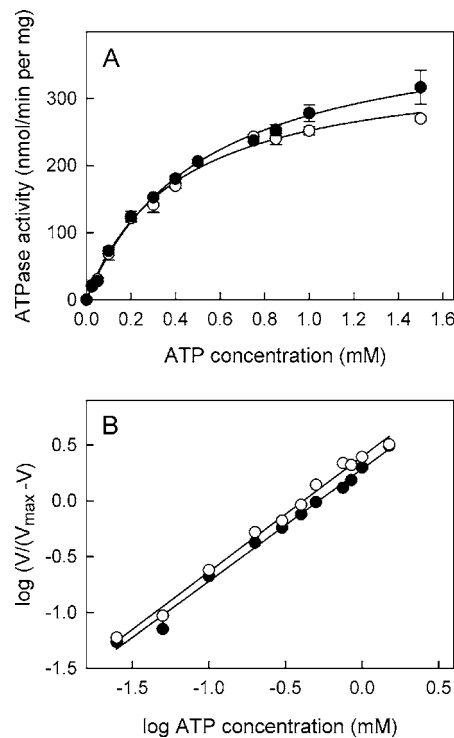 A
ATPase activity (nmol/min per mg)
300
200
100
0
0.0 0.2 0.4 0.6 0.8 1.0 1.2 1.4 1.6
ATP concentration (mM)
B
log (V/(Vmax-V)
0.5
0.0
-0.5
-1.0
-1.5
-1.5 -1.0 -0.5 0.0 0.5
log ATP concentration (mM)